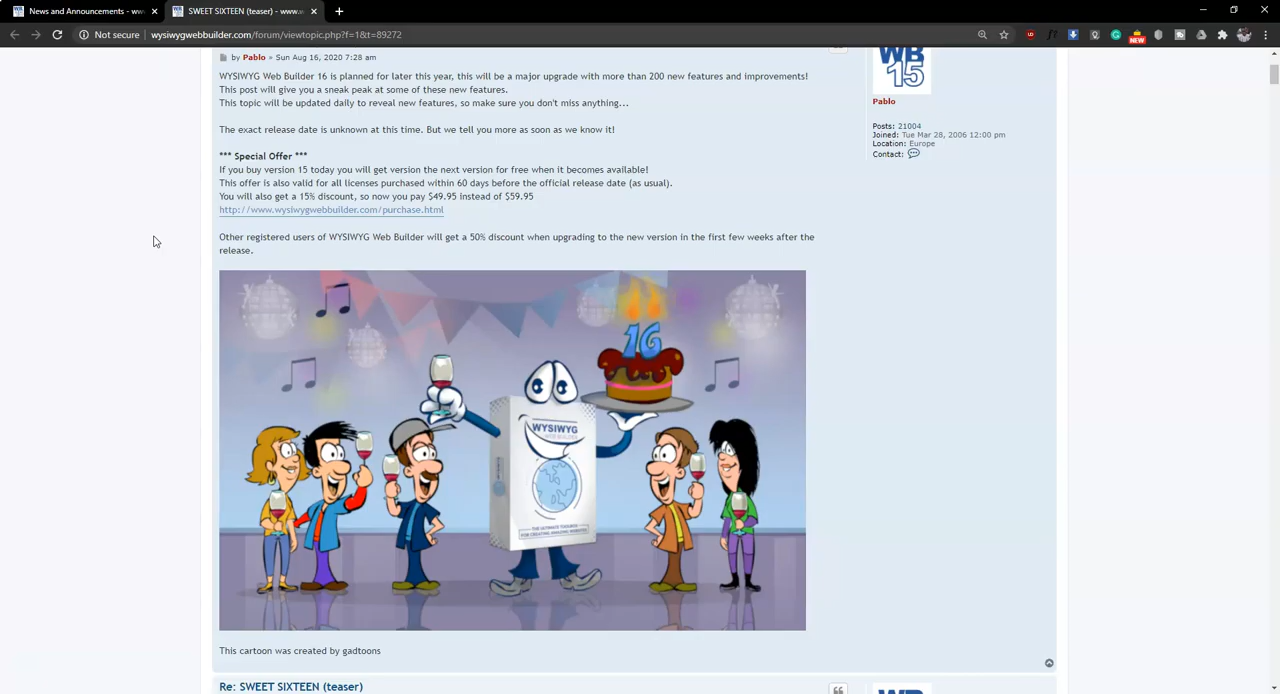 News and Announcements - ww
SWEET SIXTEEN (teaser) - www.w
Not secure | wysiwygwebbuilder.com/forum/viewtopic.php?f=1&t=89272
NEW
by Pablo » Sun Aug 16, 2020 7:28 am
WYSIWYG Web Builder 16 is planned for later this year, this will be a major upgrade with more than 200 new features and improvements!
This post will give you a sneak peak at some of these new features.
This topic will be updated daily to reveal new features, so make sure you don't miss anything...
The exact release date is unknown at this time. But we tell you more as soon as we know it!
*** Special Offer ***
If you buy version 15 today you will get version the next version for free when it becomes available!
This offer is also valid for all licenses purchased within 60 days before the official release date (as usual).
You will also get a 15% discount, so now you pay $49.95 instead of $59.95
http://www.wysiwygwebbuilder.com/purchase.html
Other registered users of WYSIWYG Web Builder will get a 50% discount when upgrading to the new version in the first few weeks after the
release.
16
WYSIWYG
WEB BUILDER
THE ULTIMATE TOOLBOX
FOR CREATING AMAZING WEBSITES
This cartoon was created by gadtoons
WB
15
Pablo
Posts: 21004
Joined: Tue Mar 28, 2006 12:00 pm
Location: Europe
Contact:
Re: SWEET SIXTEEN (teaser)